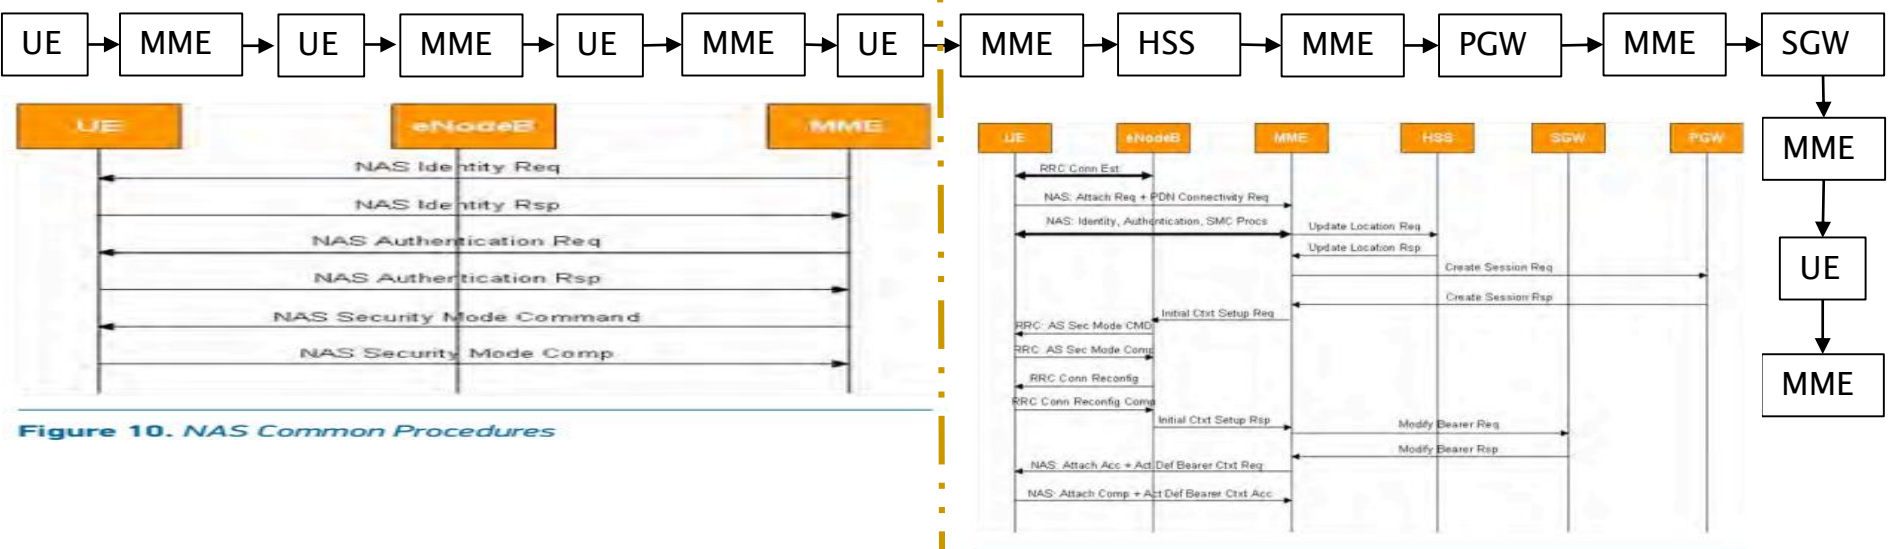 UE MME UE MME UE MME UE MME HSS MME PGW MME SGW
MME
UE
MME
UE eNodeB MME
NAS Identity Req
NAS Identity Rsp
NAS Authentication Req
NAS Authentication Rsp
NAS Security Mode Command
NAS Security Mode Comp
Figure 10. NAS Common Procedures
UE eNodeB MME HSS SGW PGW
RRC Conn Est
NAS: Attach Req + PDN Connectivity Req
NAS: Identity, Authentication, SMC Procs
Update Location Req
Update Location Rsp
Create Session Req
Create Session Rsp
Initial Ctxt Setup Req
RRC: AS Sec Mode CMD
RRC: AS Sec Mode Comp
RRC Conn Reconfig
RRC Conn Reconfig Comp
Initial Ctxt Setup Rsp
Modify Bearer Req
Modify Bearer Rsp
NAS: Attach Acc + Act Def Bearer Ctxt Req
NAS: Attach Comp + Act Def Bearer Ctxt Acc